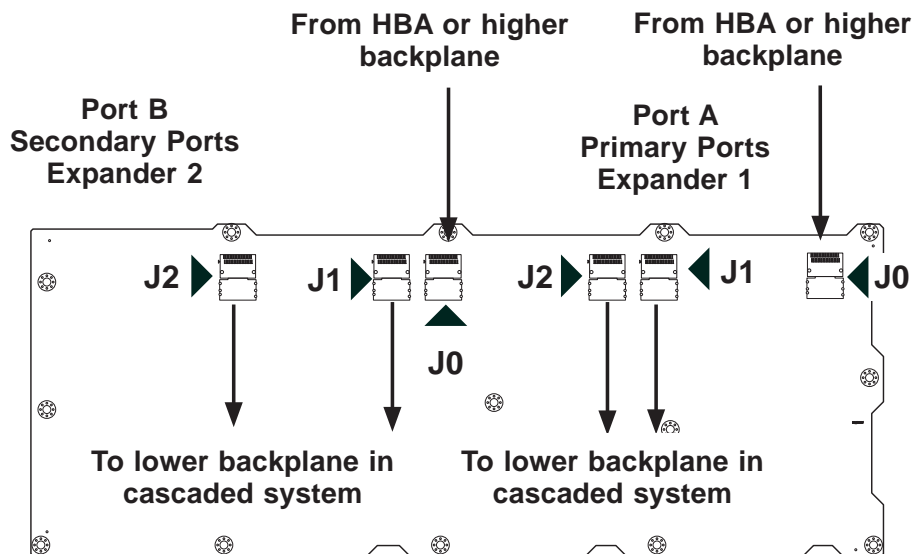 From HBA or higher
backplane
From HBA or higher
backplane
Port B
Secondary Ports
Expander 2
Port A
Primary Ports
Expander 1
J2
J1
J0
J2
J1
J0
To lower backplane in
cascaded system
To lower backplane in
cascaded system